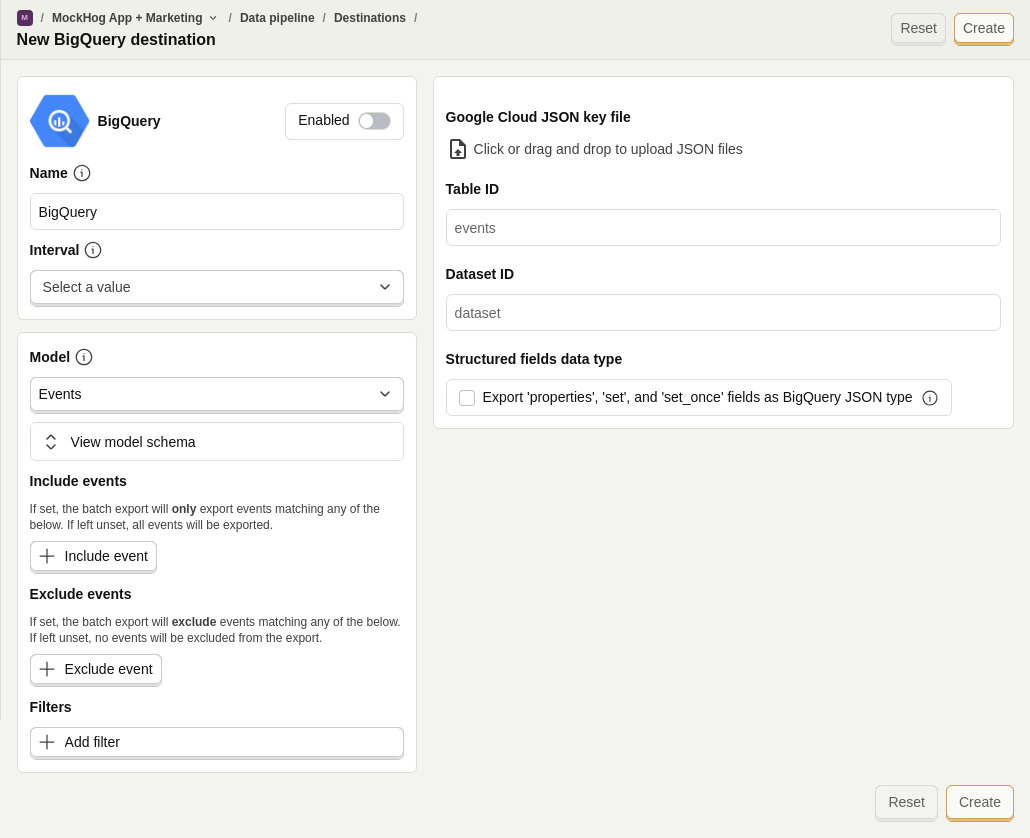 M / MockHog App + Marketing / Data pipeline / Destinations /
New BigQuery destination
Reset Create
BigQuery
Enabled
Name
BigQuery
Interval
Select a value
Model
Events
View model schema
Include events
If set, the batch export will only export events matching any of the
below. If left unset, all events will be exported.
Include event
Exclude events
If set, the batch export will exclude events matching any of the below.
If left unset, no events will be excluded from the export.
Exclude event
Filters
Add filter
Google Cloud JSON key file
Click or drag and drop to upload JSON files
Table ID
events
Dataset ID
dataset
Structured fields data type
Export 'properties', 'set', and 'set_once' fields as BigQuery JSON type
Reset Create